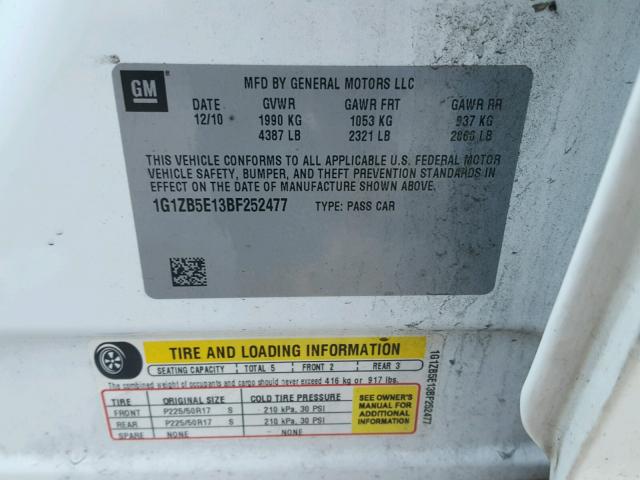 GM
MFD BY GENERAL MOTORS LLC
DATE GVWR GAWR FRT GAWR RR
12/10 1990 KG 1053 KG 937 KG
4387 LB 2321 LB 2066 LB
THIS VEHICLE CONFORMS TO ALL APPLICABLE U.S. FEDERAL MOTOR
VEHICLE SAFETY, BUMPER, AND THEFT PREVENTION STANDARDS IN
EFFECT ON THE DATE OF MANUFACTURE SHOWN ABOVE.
1G1ZB5E13BF252477 TYPE: PASS CAR
TIRE AND LOADING INFORMATION
SEATING CAPACITY TOTAL 5 FRONT 2 REAR 3
The combined weight of occupants and cargo should never exceed 416 kg or 917 lbs.
TIRE ORIGINAL SIZE COLD TIRE PRESSURE
FRONT P225/50R17 S 210 kPa, 30 PSI
REAR P225/50R17 S 210 kPa, 30 PSI
SPARE NONE NONE
SEE OWNER'S
MANUAL FOR
ADDITIONAL
INFORMATION
1G1ZB5E13BF252477